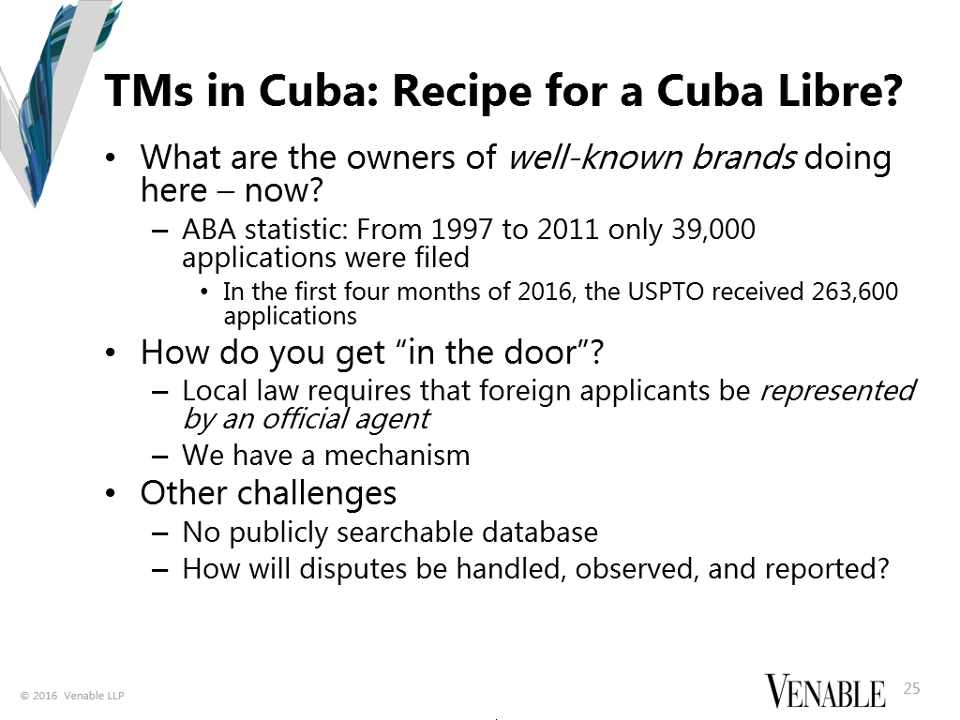 TMs in Cuba: Recipe for a Cuba Libre?
• What are the owners of well-known brands doing
here – now?
– ABA statistic: From 1997 to 2011 only 39,000
applications were filed
• In the first four months of 2016, the USPTO received 263,600
applications
• How do you get “in the door”?
– Local law requires that foreign applicants be represented
by an official agent
– We have a mechanism
• Other challenges
– No publicly searchable database
– How will disputes be handled, observed, and reported?
© 2016 Venable LLP
VENABLE
25